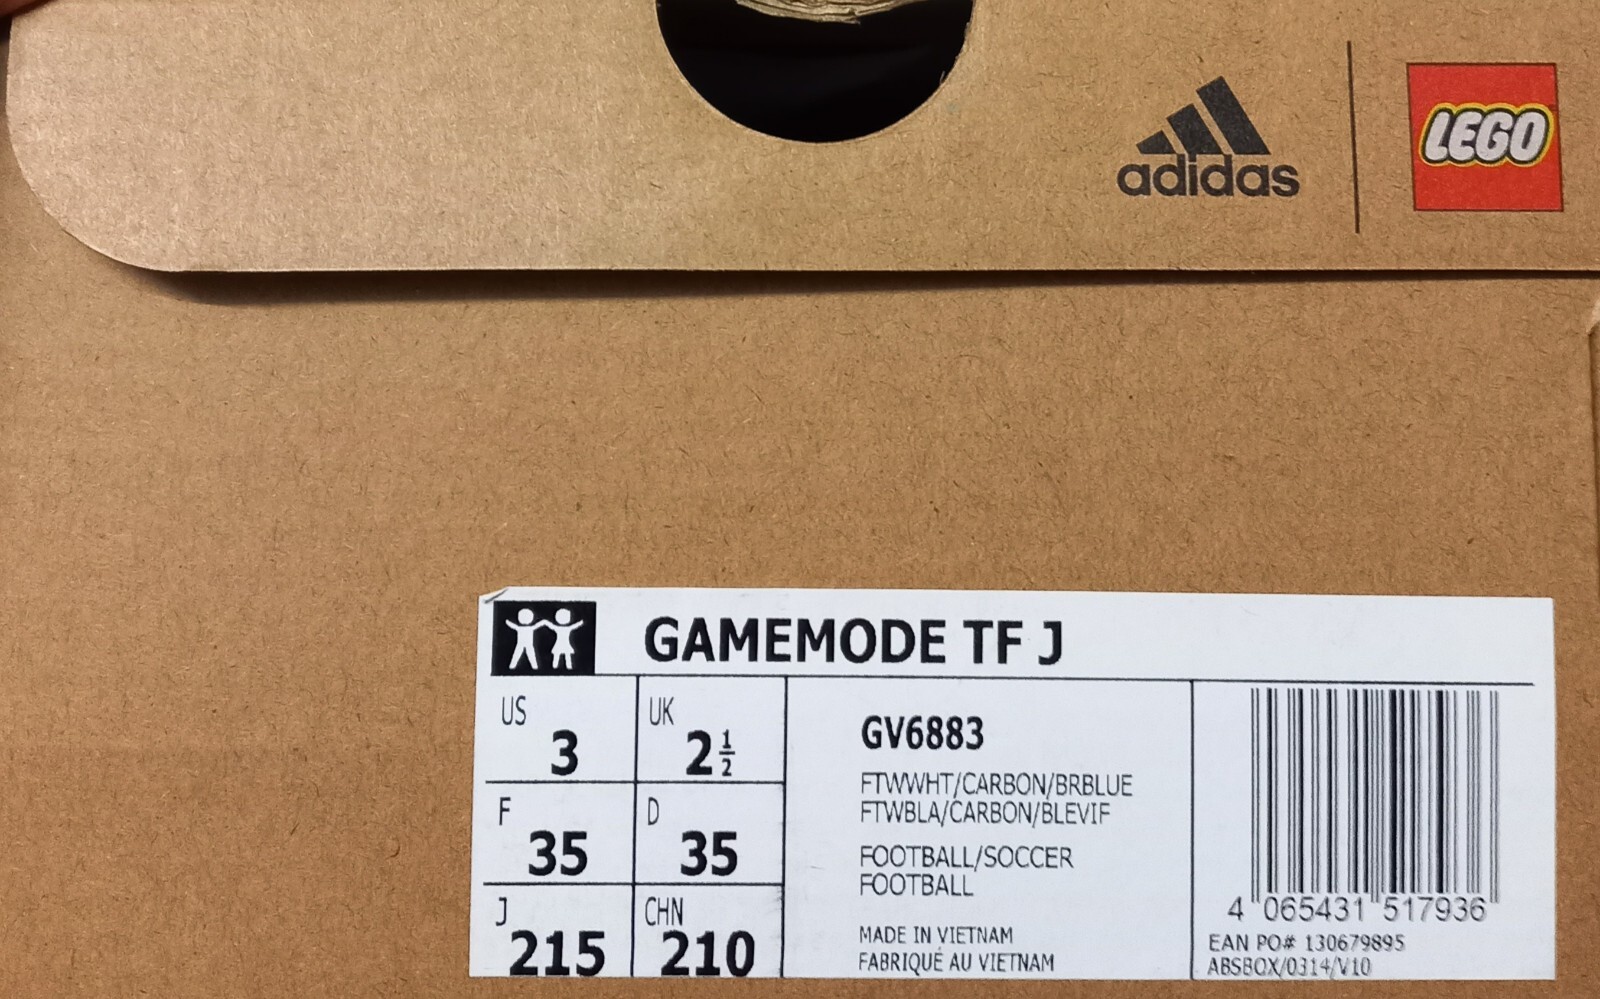 adidas
LEGO
GAMEMODE TF J
US 3
UK 2 1/2
F 35
D 35
J 215
CHN 210
GV6883
FTWWHT/CARBON/BRBLUE
FTWBLA/CARBON/BLEVIF
FOOTBALL/SOCCER
FOOTBALL
MADE IN VIETNAM
FABRIQUÉ AU VIETNAM
4 065431 517936
EAN PO# 130679895
ABSBOX/0314/V10